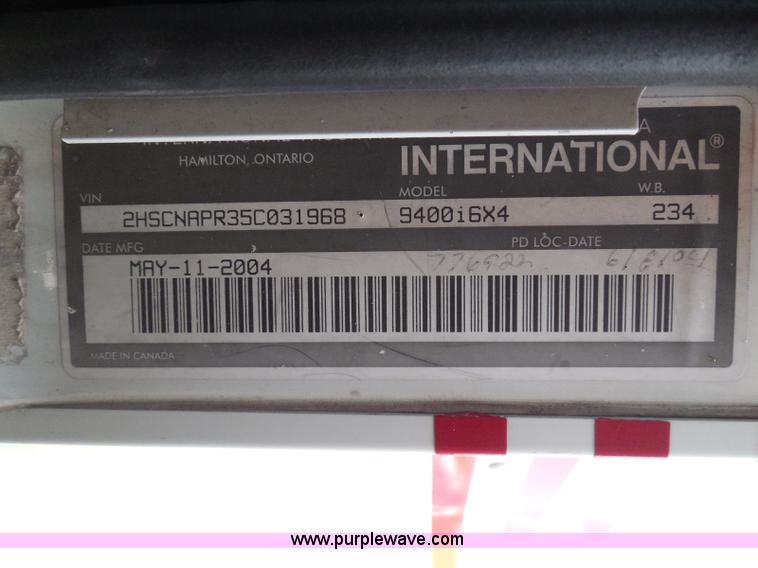 HAMILTON, ONTARIO
INTERNATIONAL®
VIN MODEL W.B.
2HSCNAPR35C031968 9400i6X4 234
DATE MFG PD LOC-DATE
MAY-11-2004
MADE IN CANADA
www.purplewave.com